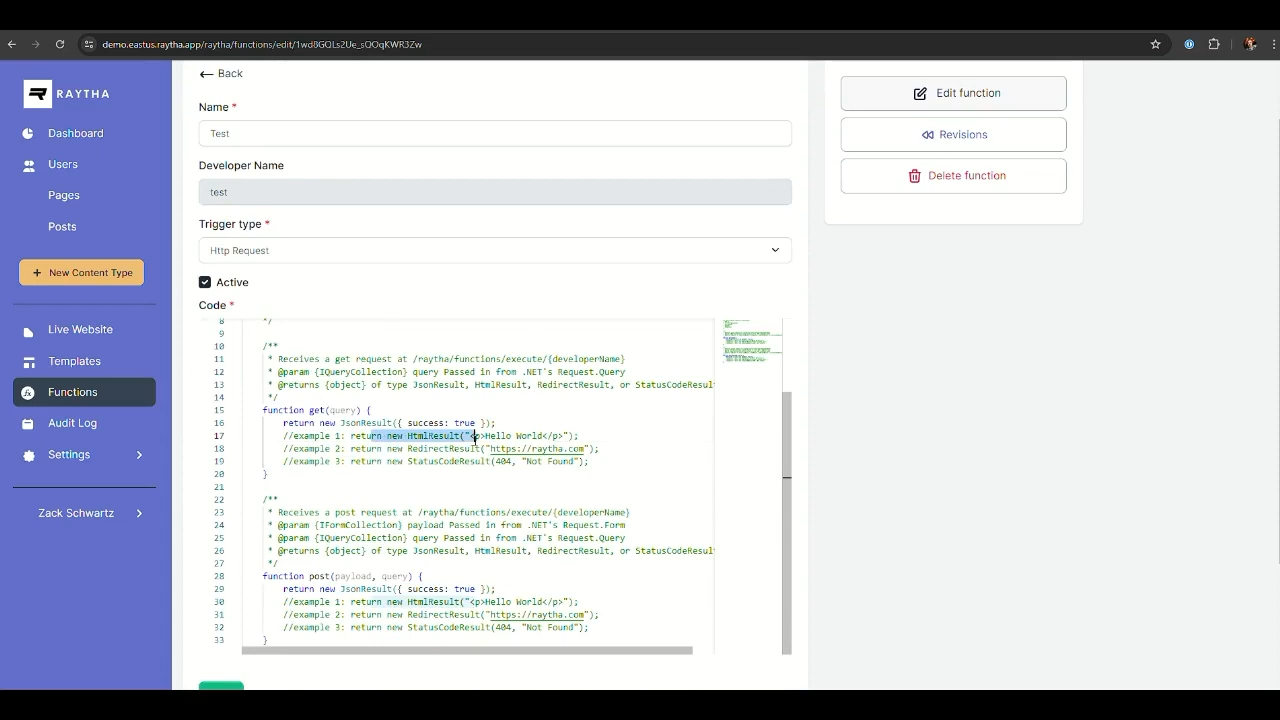 demo.eastus.raytha.app/raytha/functions/edit/1wd8GQLs2Ue_sOOqKWR3Zw
RAYTHA
Dashboard
Users
Pages
Posts
+ New Content Type
Live Website
Templates
Functions
Audit Log
Settings
Zack Schwartz
← Back
Name *
Test
Developer Name
test
Trigger type *
Http Request
Active
Code *
8 */
9
10 /**
11 * Receives a get request at /raytha/functions/execute/{developerName}
12 * @param {IQueryCollection} query Passed in from .NET's Request.Query
13 * @returns {object} of type JsonResult, HtmlResult, RedirectResult, or StatusCodeResult
14 */
15 function get(query) {
16 return new JsonResult({ success: true });
17 //example 1: return new HtmlResult("<p>Hello World</p>");
18 //example 2: return new RedirectResult("https://raytha.com");
19 //example 3: return new StatusCodeResult(404, "Not Found");
20 }
21
22 /**
23 * Receives a post request at /raytha/functions/execute/{developerName}
24 * @param {IFormCollection} payload Passed in from .NET's Request.Form
25 * @param {IQueryCollection} query Passed in from .NET's Request.Query
26 * @returns {object} of type JsonResult, HtmlResult, RedirectResult, or StatusCodeResult
27 */
28 function post(payload, query) {
29 return new JsonResult({ success: true });
30 //example 1: return new HtmlResult("<p>Hello World</p>");
31 //example 2: return new RedirectResult("https://raytha.com");
32 //example 3: return new StatusCodeResult(404, "Not Found");
33 }
Edit function
Revisions
Delete function